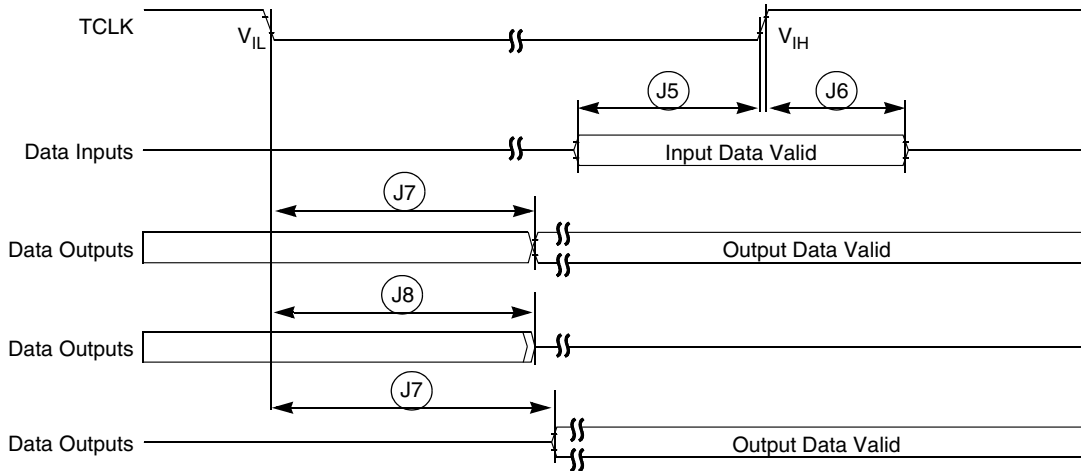 TCLK
V_IL
V_IH
J5
J6
Data Inputs
Input Data Valid
J7
Data Outputs
Output Data Valid
J8
Data Outputs
J7
Data Outputs
Output Data Valid